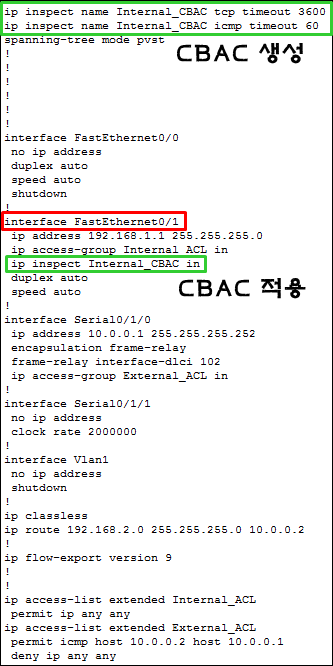 ip inspect name Internal_CBAC tcp timeout 3600
ip inspect name Internal_CBAC icmp timeout 60
spanning-tree mode pvst
CBAC 생성
!
!
!
!
!
!
interface FastEthernet0/0
no ip address
duplex auto
speed auto
shutdown
!
interface FastEthernet0/1
ip address 192.168.1.1 255.255.255.0
ip access-group Internal ACL in
ip inspect Internal_CBAC in
duplex auto
speed auto
CBAC 적용
!
interface Serial0/1/0
ip address 10.0.0.1 255.255.255.252
encapsulation frame-relay
frame-relay interface-dlci 102
ip access-group External_ACL in
!
interface Serial0/1/1
no ip address
clock rate 2000000
!
interface Vlan1
no ip address
shutdown
!
ip classless
ip route 192.168.2.0 255.255.255.0 10.0.0.2
!
ip flow-export version 9
!
!
ip access-list extended Internal_ACL
permit ip any any
ip access-list extended External_ACL
permit icmp host 10.0.0.2 host 10.0.0.1
deny ip any any